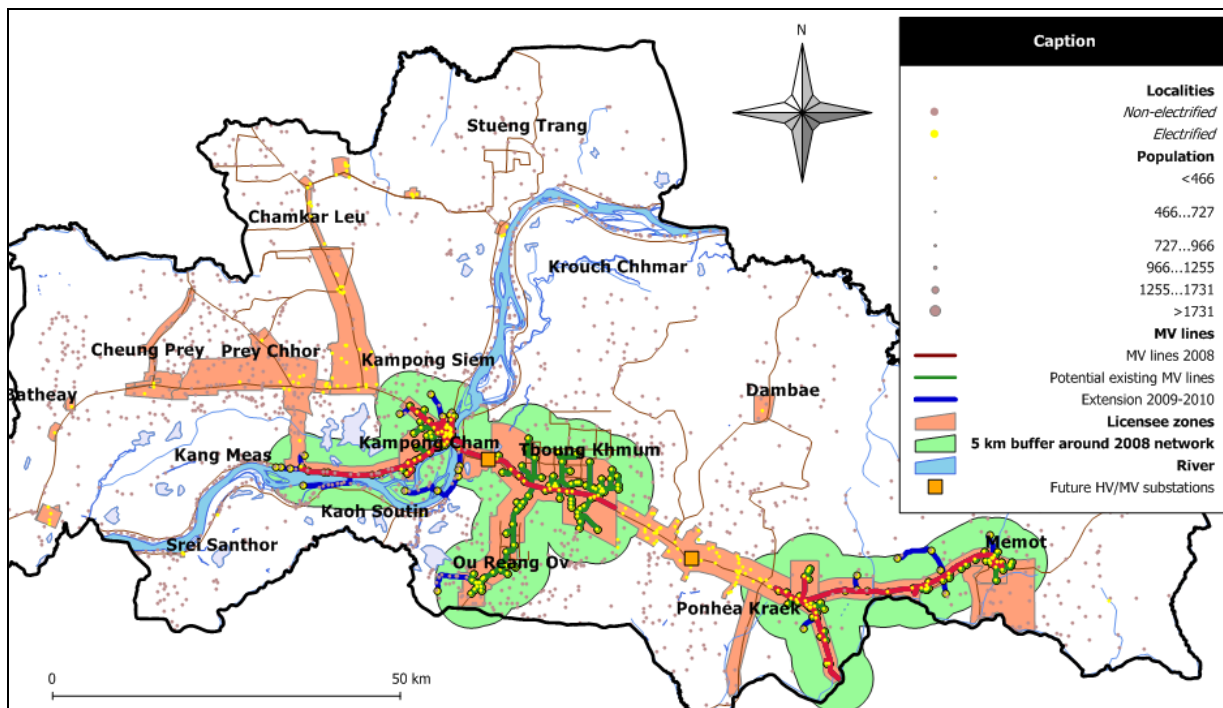 Caption
N
Localities
Non-electrified
Electrified
Population
<466
466...727
727...966
966...1255
1255...1731
>1731
MV lines
MV lines 2008
Potential existing MV lines
Extension 2009-2010
Licensee zones
5 km buffer around 2008 network
River
Future HV/MV substations
Stueng Trang
Chamkar Leu
Krouch Chhmar
Cheung Prey
Prey Chhor
Kampong Siem
Dambae
Batheay
Kampong Cham
Tboung Khmum
Kang Meas
Kaoh Soutin
Srei Santhor
Memot
Ou Reang Ov
Ponhea Kraek
0
50 km